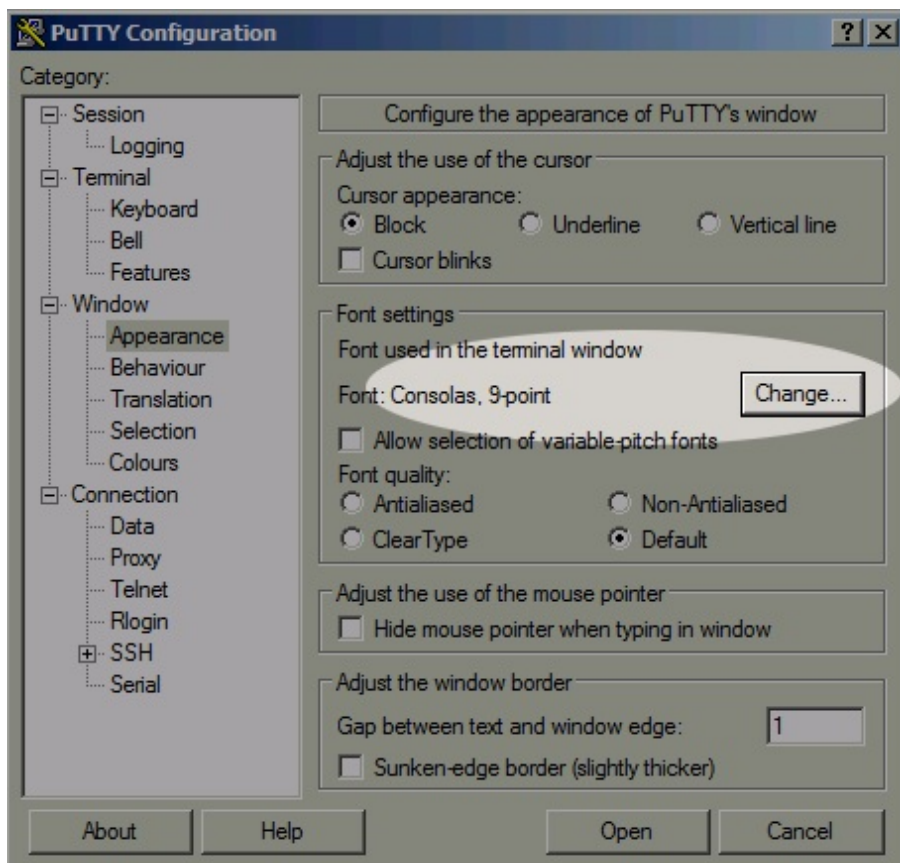 PuTTY Configuration
Category:
Session
Logging
Terminal
Keyboard
Bell
Features
Window
Appearance
Behaviour
Translation
Selection
Colours
Connection
Data
Proxy
Telnet
Rlogin
SSH
Serial
Configure the appearance of PuTTY's window
Adjust the use of the cursor
Cursor appearance:
Block Underline Vertical line
Cursor blinks
Font settings
Font used in the terminal window
Font: Consolas, 9-point Change...
Allow selection of variable-pitch fonts
Font quality:
Antialiased Non-Antialiased
ClearType Default
Adjust the use of the mouse pointer
Hide mouse pointer when typing in window
Adjust the window border
Gap between text and window edge: 1
Sunken-edge border (slightly thicker)
About Help Open Cancel